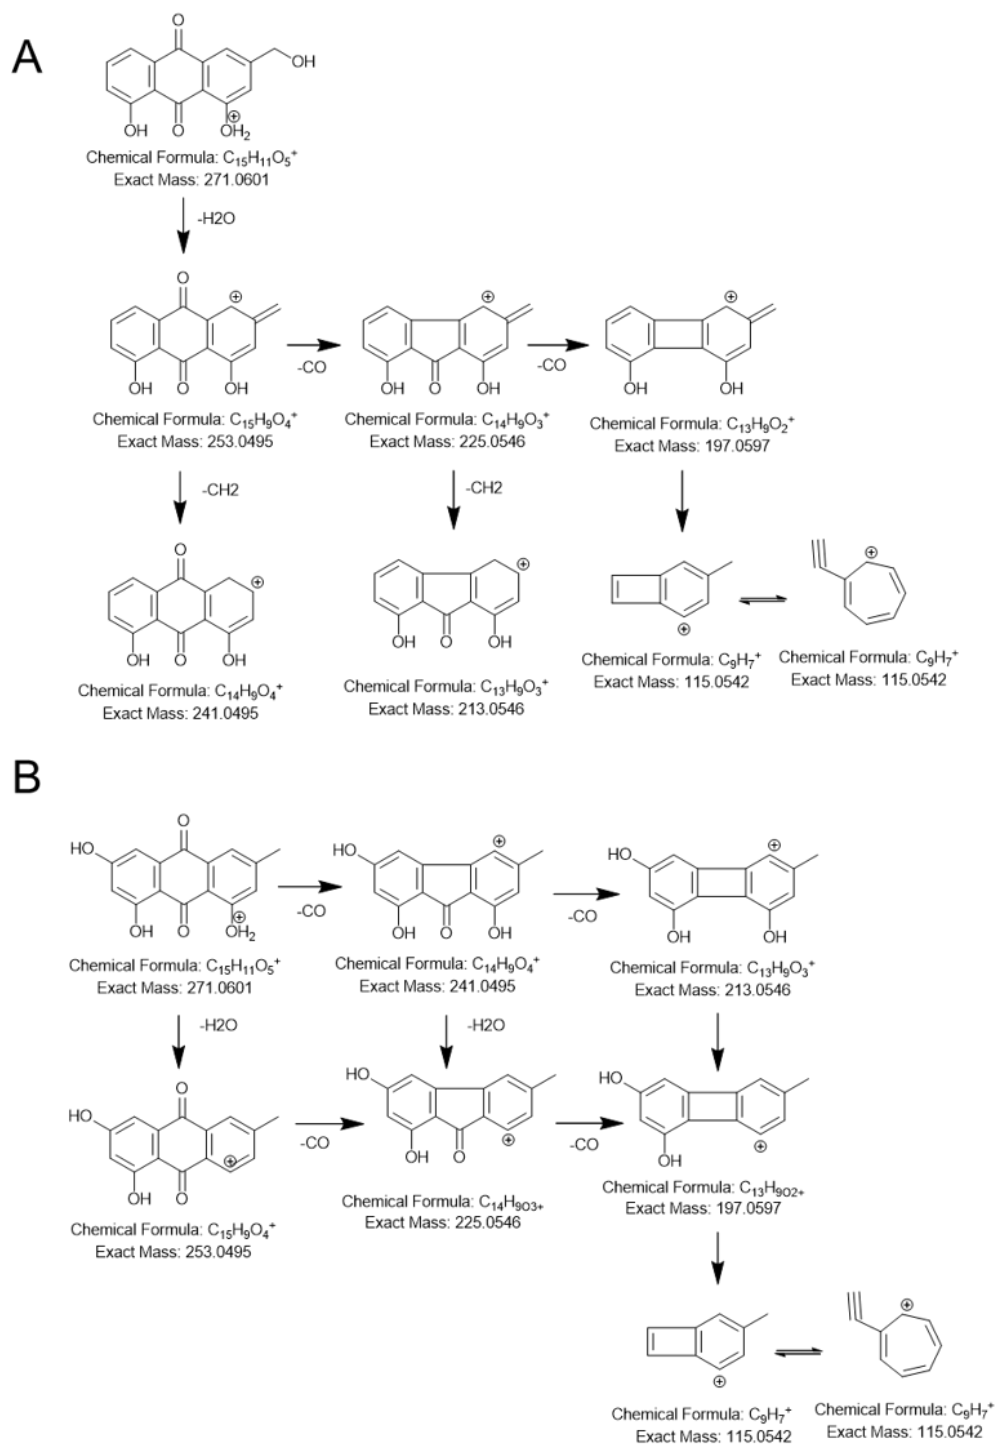 A
O
OH
OH
O
⊕
OH₂
Chemical Formula: C₁₅H₁₁O₅⁺
Exact Mass: 271.0601
-H2O
O
⊕
⊕
⊕
-CO
-CO
OH
O
OH
OH
O
OH
OH
OH
Chemical Formula: C₁₅H₉O₄⁺
Exact Mass: 253.0495
Chemical Formula: C₁₄H₉O₃⁺
Exact Mass: 225.0546
Chemical Formula: C₁₃H₉O₂⁺
Exact Mass: 197.0597
-CH2
-CH2
O
⊕
⊕
⊕
⊕
OH
O
OH
OH
O
OH
Chemical Formula: C₁₄H₉O₄⁺
Exact Mass: 241.0495
Chemical Formula: C₁₃H₉O₃⁺
Exact Mass: 213.0546
Chemical Formula: C₉H₇⁺
Exact Mass: 115.0542
Chemical Formula: C₉H₇⁺
Exact Mass: 115.0542
B
HO
O
HO
⊕
HO
⊕
-CO
-CO
OH
O
⊕
OH₂
OH
O
OH
OH
OH
Chemical Formula: C₁₅H₁₁O₅⁺
Exact Mass: 271.0601
Chemical Formula: C₁₄H₉O₄⁺
Exact Mass: 241.0495
Chemical Formula: C₁₃H₉O₃⁺
Exact Mass: 213.0546
-H2O
-H2O
HO
O
HO
HO
-CO
-CO
⊕
⊕
⊕
OH
O
OH
O
OH
Chemical Formula: C₁₅H₉O₄⁺
Exact Mass: 253.0495
Chemical Formula: C₁₄H₉O₃₊
Exact Mass: 225.0546
Chemical Formula: C₁₃H₉O₂₊
Exact Mass: 197.0597
⊕
⊕
Chemical Formula: C₉H₇⁺
Exact Mass: 115.0542
Chemical Formula: C₉H₇⁺
Exact Mass: 115.0542